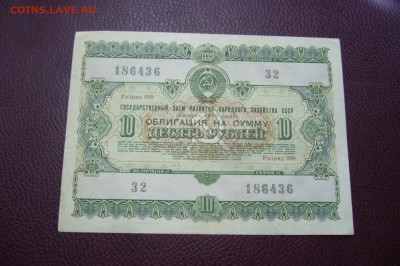 COINS.LAVE.RU
186436 32
Разряд
ГОСУДАРСТВЕННЫЙ ЗАЕМ РАЗВИТИЯ НАРОДНОГО ХОЗЯЙСТВА СССР
ОБЛИГАЦИЯ НА СУММУ
10 ДЕСЯТЬ РУБЛЕЙ 10
Разряд
32 186436
10